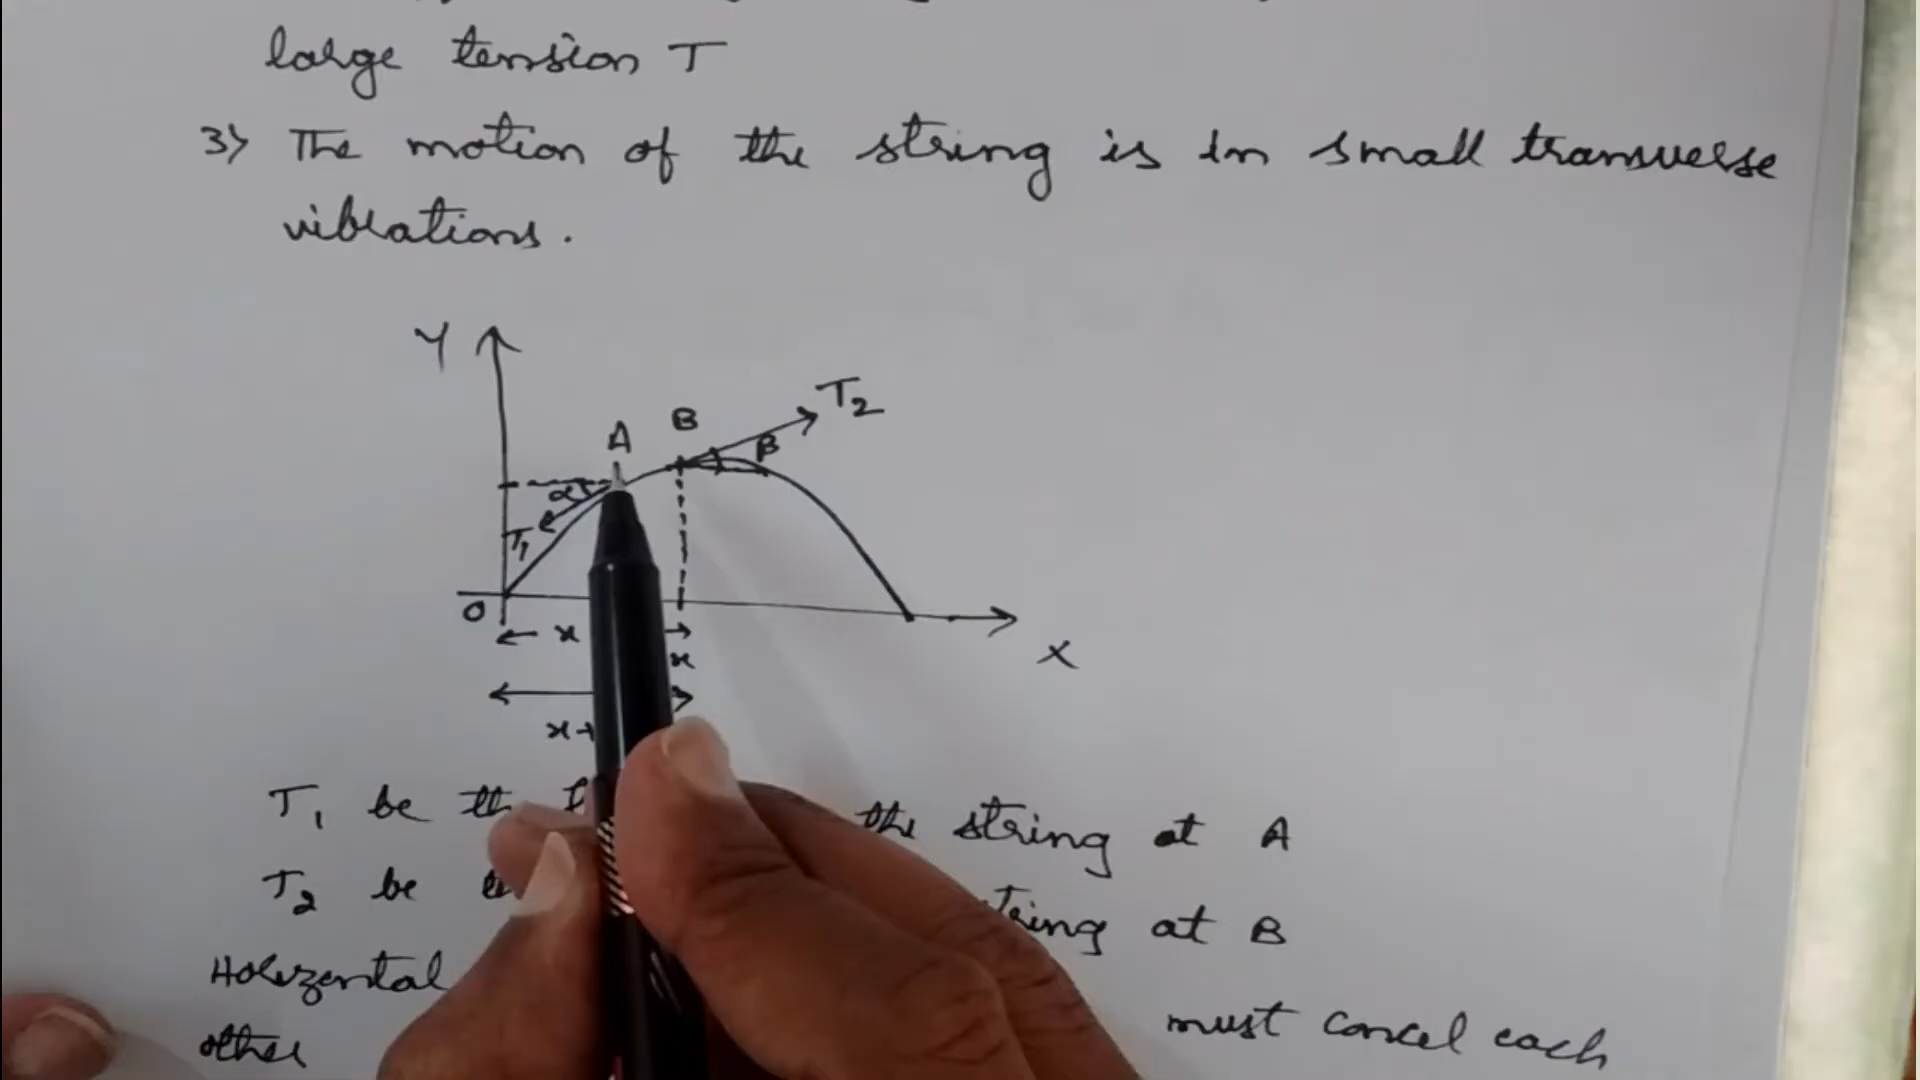 large tension T
3) The motion of the string is in small transverse
vibrations.
Y
T2
B
A
β
α
T1
O
x
x
X
x+
T1 be the the string at A
T2 be string at B
Horizental must cancel each
other